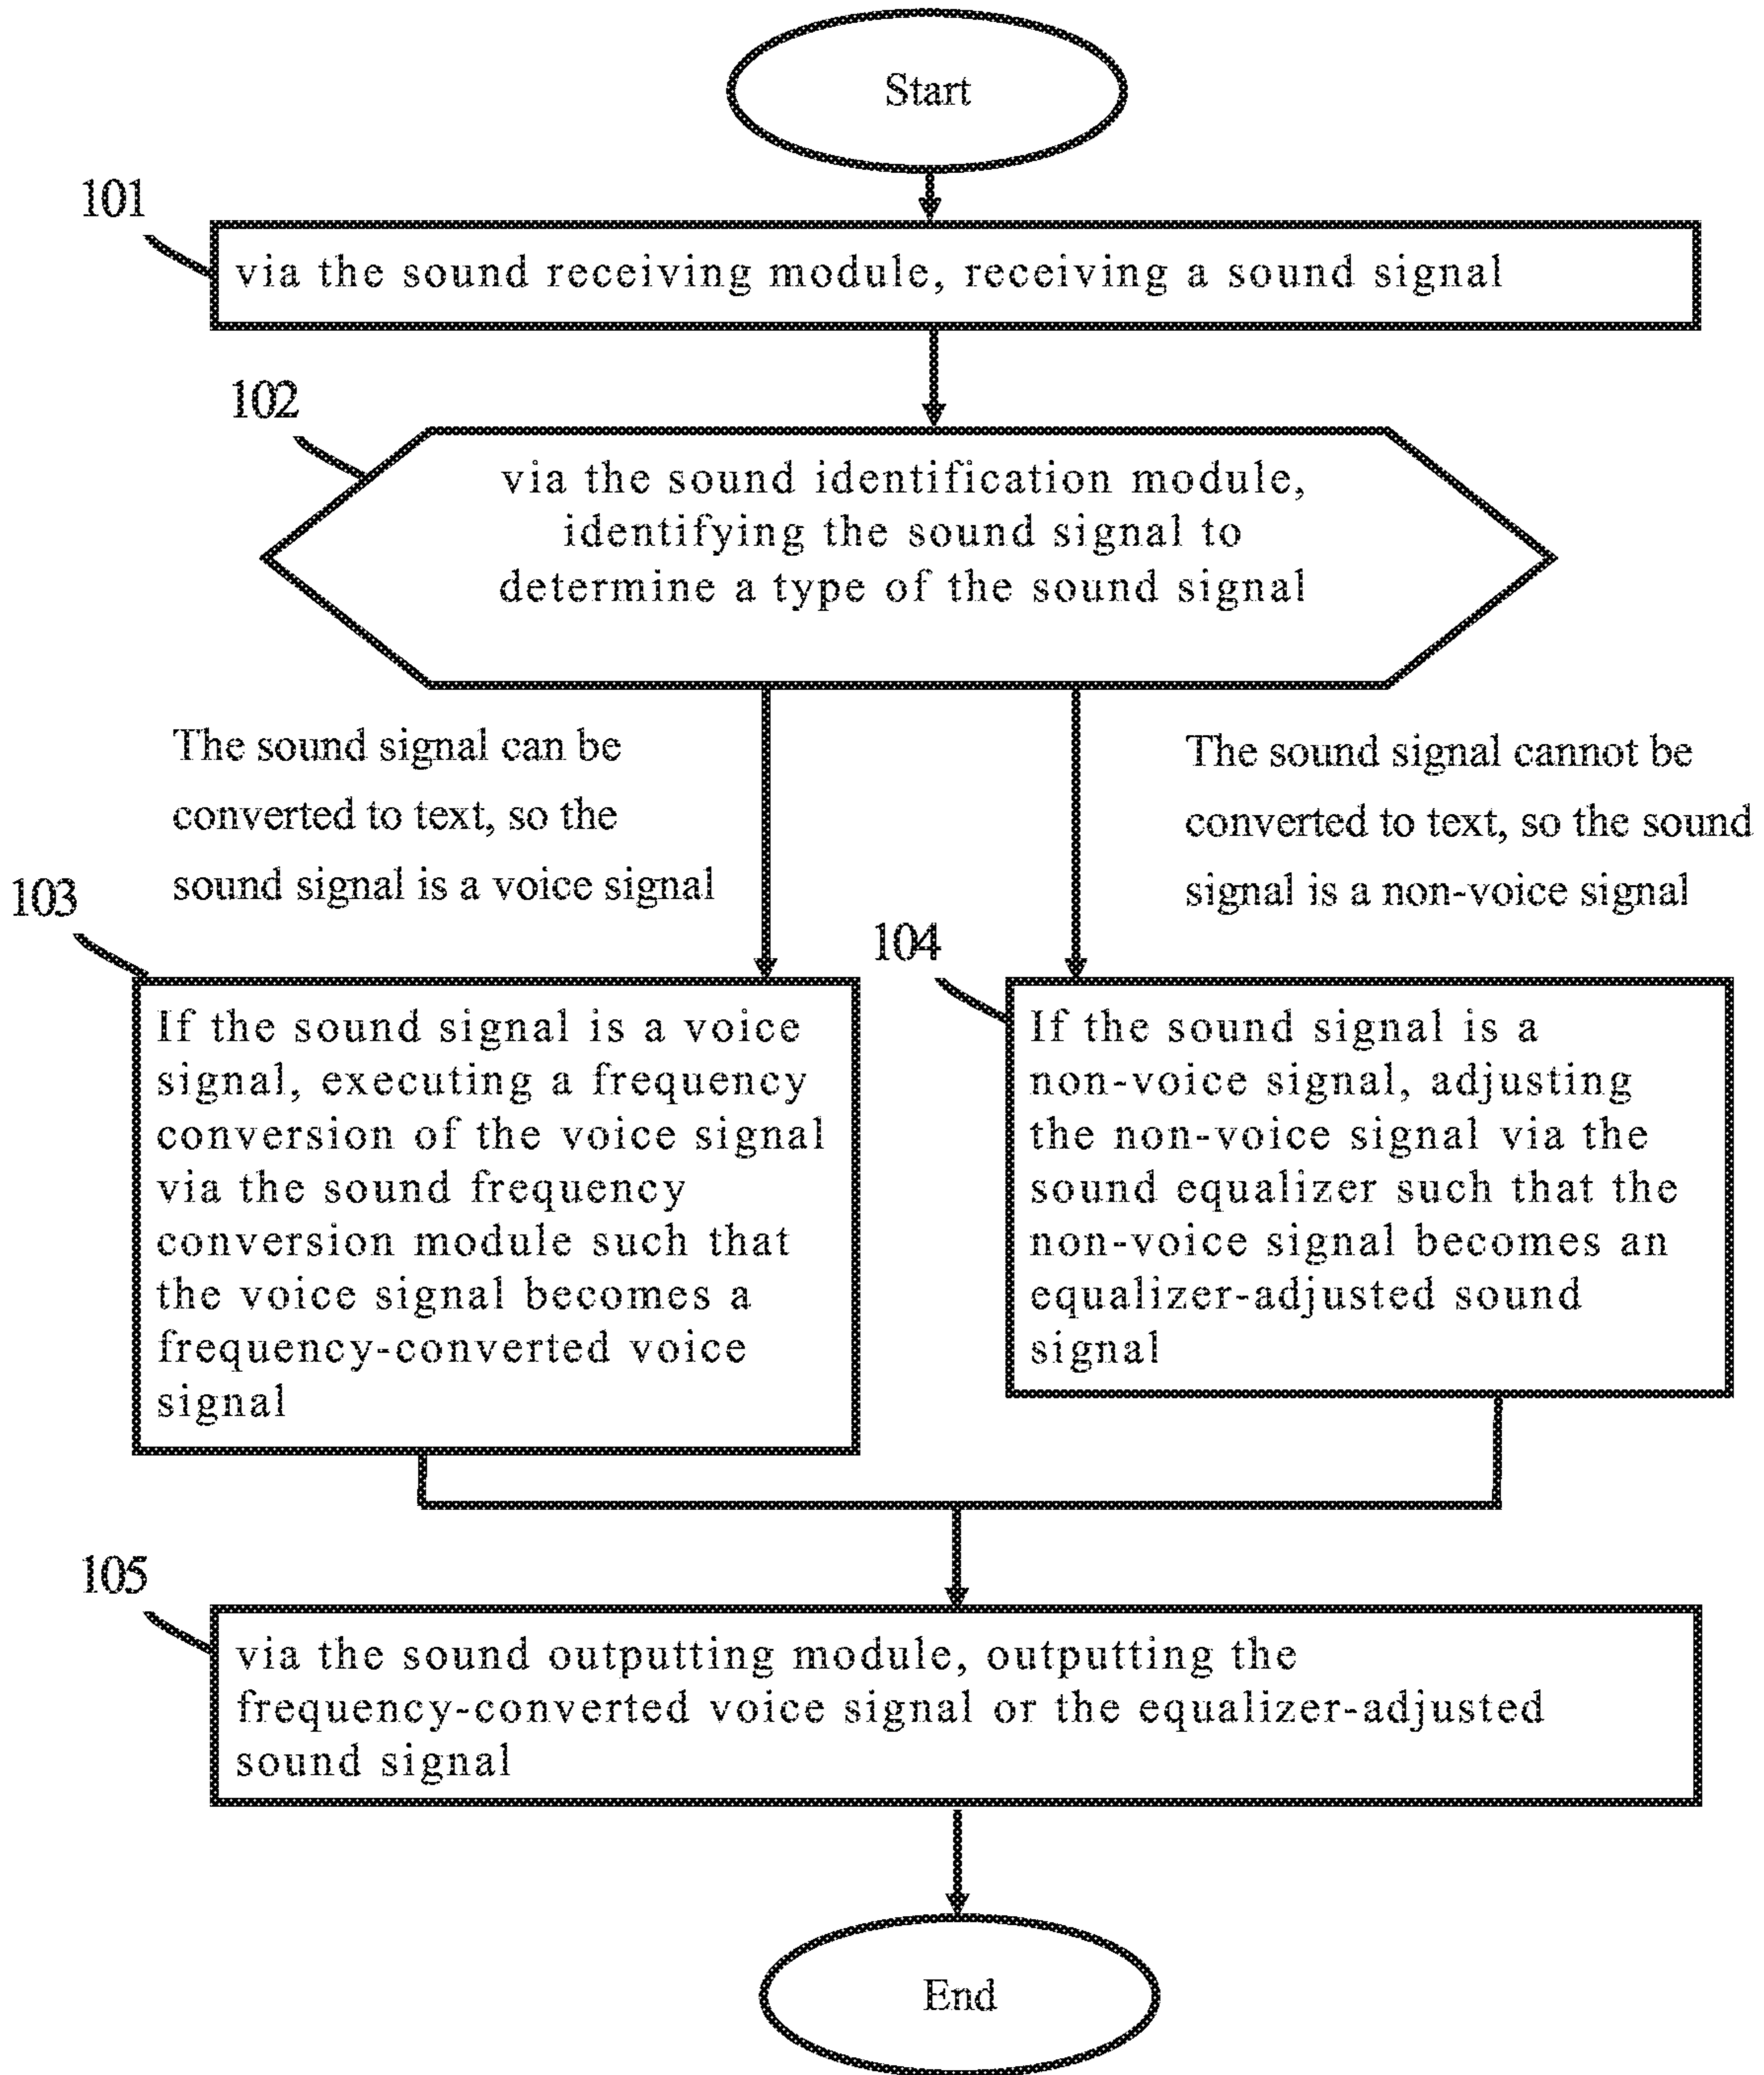 Start
101
via the sound receiving module, receiving a sound signal
102
via the sound identification module,
identifying the sound signal to
determine a type of the sound signal
The sound signal can be
converted to text, so the
sound signal is a voice signal
The sound signal cannot be
converted to text, so the sound
signal is a non-voice signal
103
If the sound signal is a voice
signal, executing a frequency
conversion of the voice signal
via the sound frequency
conversion module such that
the voice signal becomes a
frequency-converted voice
signal
104
If the sound signal is a
non-voice signal, adjusting
the non-voice signal via the
sound equalizer such that the
non-voice signal becomes an
equalizer-adjusted sound
signal
105
via the sound outputting module, outputting the
frequency-converted voice signal or the equalizer-adjusted
sound signal
End